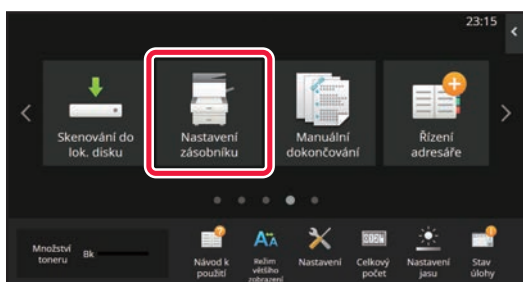 23:15
Skenování do
lok. disku
Nastavení
zásobníku
Manuální
dokončování
Řízení
adresáře
Množství
toneru
Bk
Návod k
použití
Režim
většího
zobrazení
Nastavení
Celkový
počet
Nastavení
jasu
Stav
úlohy